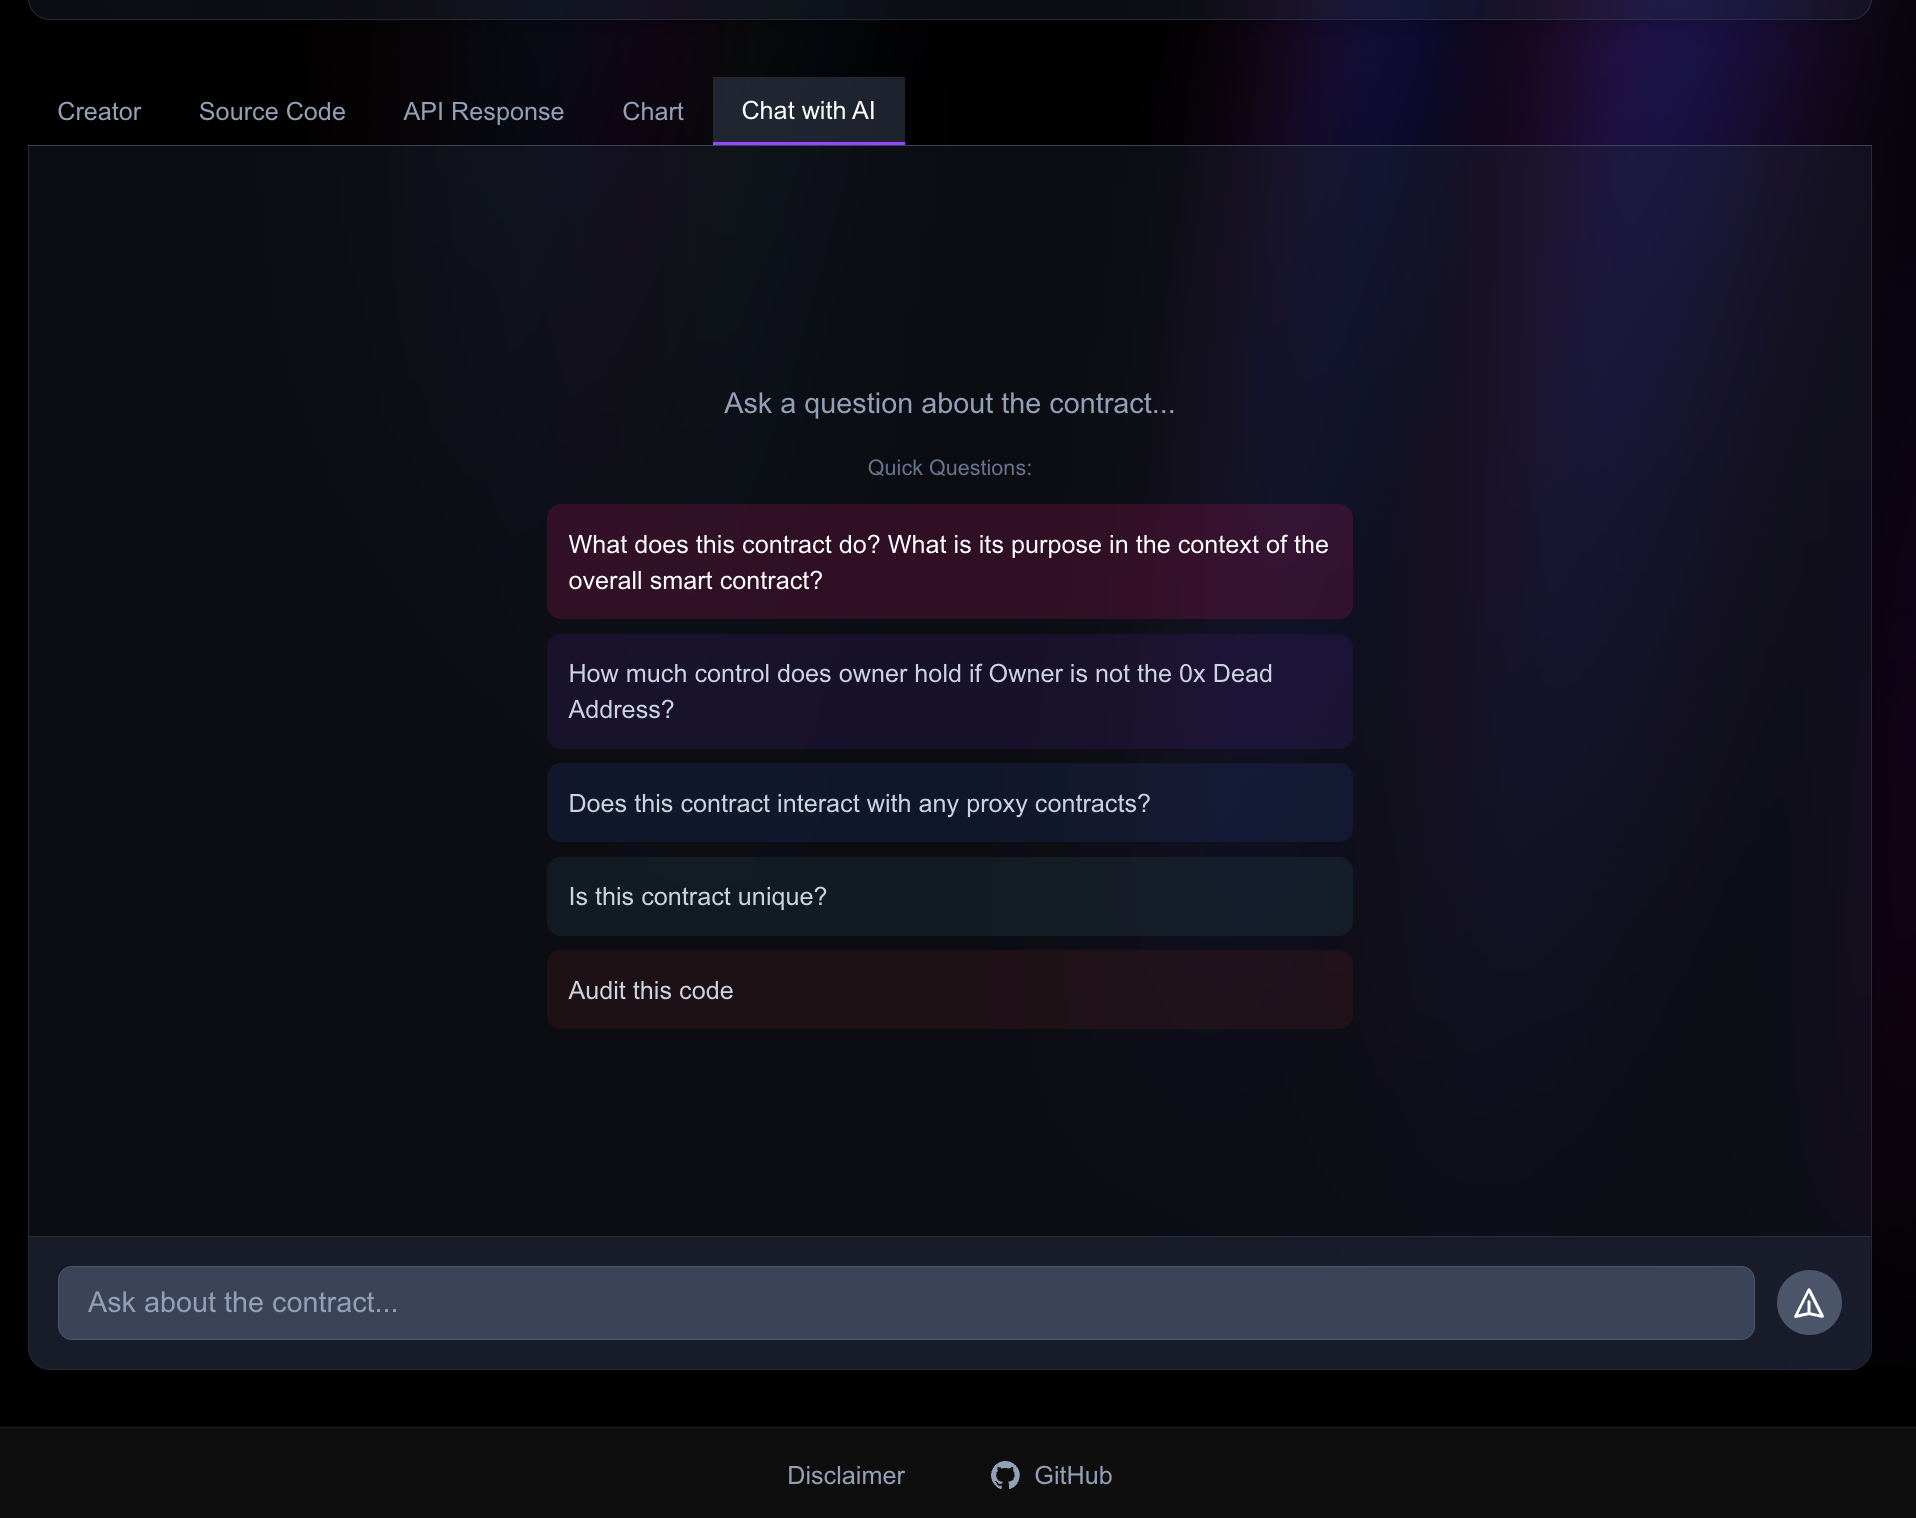 Creator
Source Code
API Response
Chart
Chat with AI
Ask a question about the contract...
Quick Questions:
What does this contract do? What is its purpose in the context of the
overall smart contract?
How much control does owner hold if Owner is not the 0x Dead
Address?
Does this contract interact with any proxy contracts?
Is this contract unique?
Audit this code
Ask about the contract...
Disclaimer
GitHub